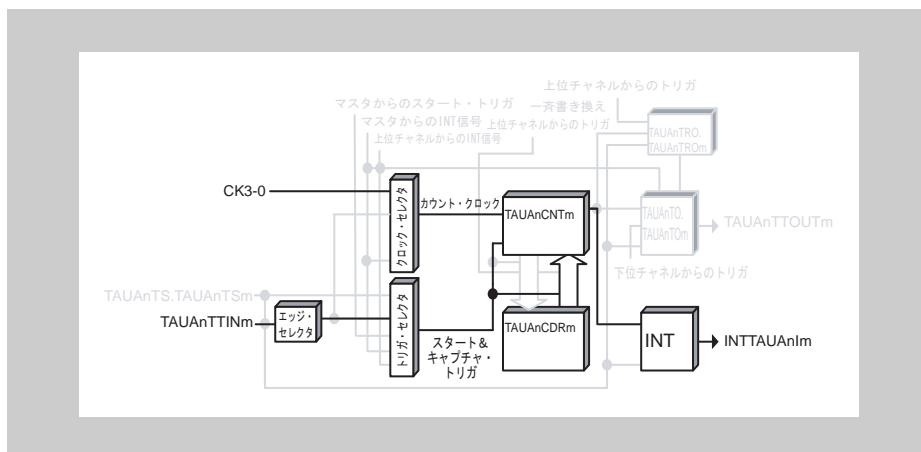 上位チャネルからのトリガ
マスタからのスタート・トリガ
一斉書き換え
マスタからのINT信号
上位チャネルからのトリガ
上位チャネルからのINT信号
TAUAnTRO.
TAUAnTROm
CK3-0
クロック・セレクタ
カウント・クロック
TAUAnCNTm
TAUAnTO.
TAUAnTOm
TAUAnTTOUTm
下位チャネルからのトリガ
TAUAnTS.TAUAnTSm
TAUAnTTINm
エッジ・
セレクタ
トリガ・セレクタ
スタート&
キャプチャ・
トリガ
TAUAnCDRm
INT
INTTAUAnIm